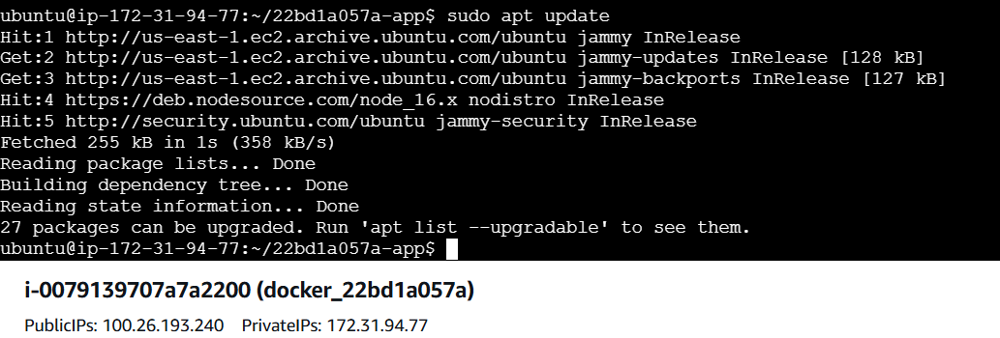 ubuntu@ip-172-31-94-77:~/22bd1a057a-app$ sudo apt update
Hit:1 http://us-east-1.ec2.archive.ubuntu.com/ubuntu jammy InRelease
Get:2 http://us-east-1.ec2.archive.ubuntu.com/ubuntu jammy-updates InRelease [128 kB]
Get:3 http://us-east-1.ec2.archive.ubuntu.com/ubuntu jammy-backports InRelease [127 kB]
Hit:4 https://deb.nodesource.com/node_16.x nodistro InRelease
Hit:5 http://security.ubuntu.com/ubuntu jammy-security InRelease
Fetched 255 kB in 1s (358 kB/s)
Reading package lists... Done
Building dependency tree... Done
Reading state information... Done
27 packages can be upgraded. Run 'apt list --upgradable' to see them.
ubuntu@ip-172-31-94-77:~/22bd1a057a-app$
i-0079139707a7a2200 (docker_22bd1a057a)
PublicIPs: 100.26.193.240 PrivateIPs: 172.31.94.77